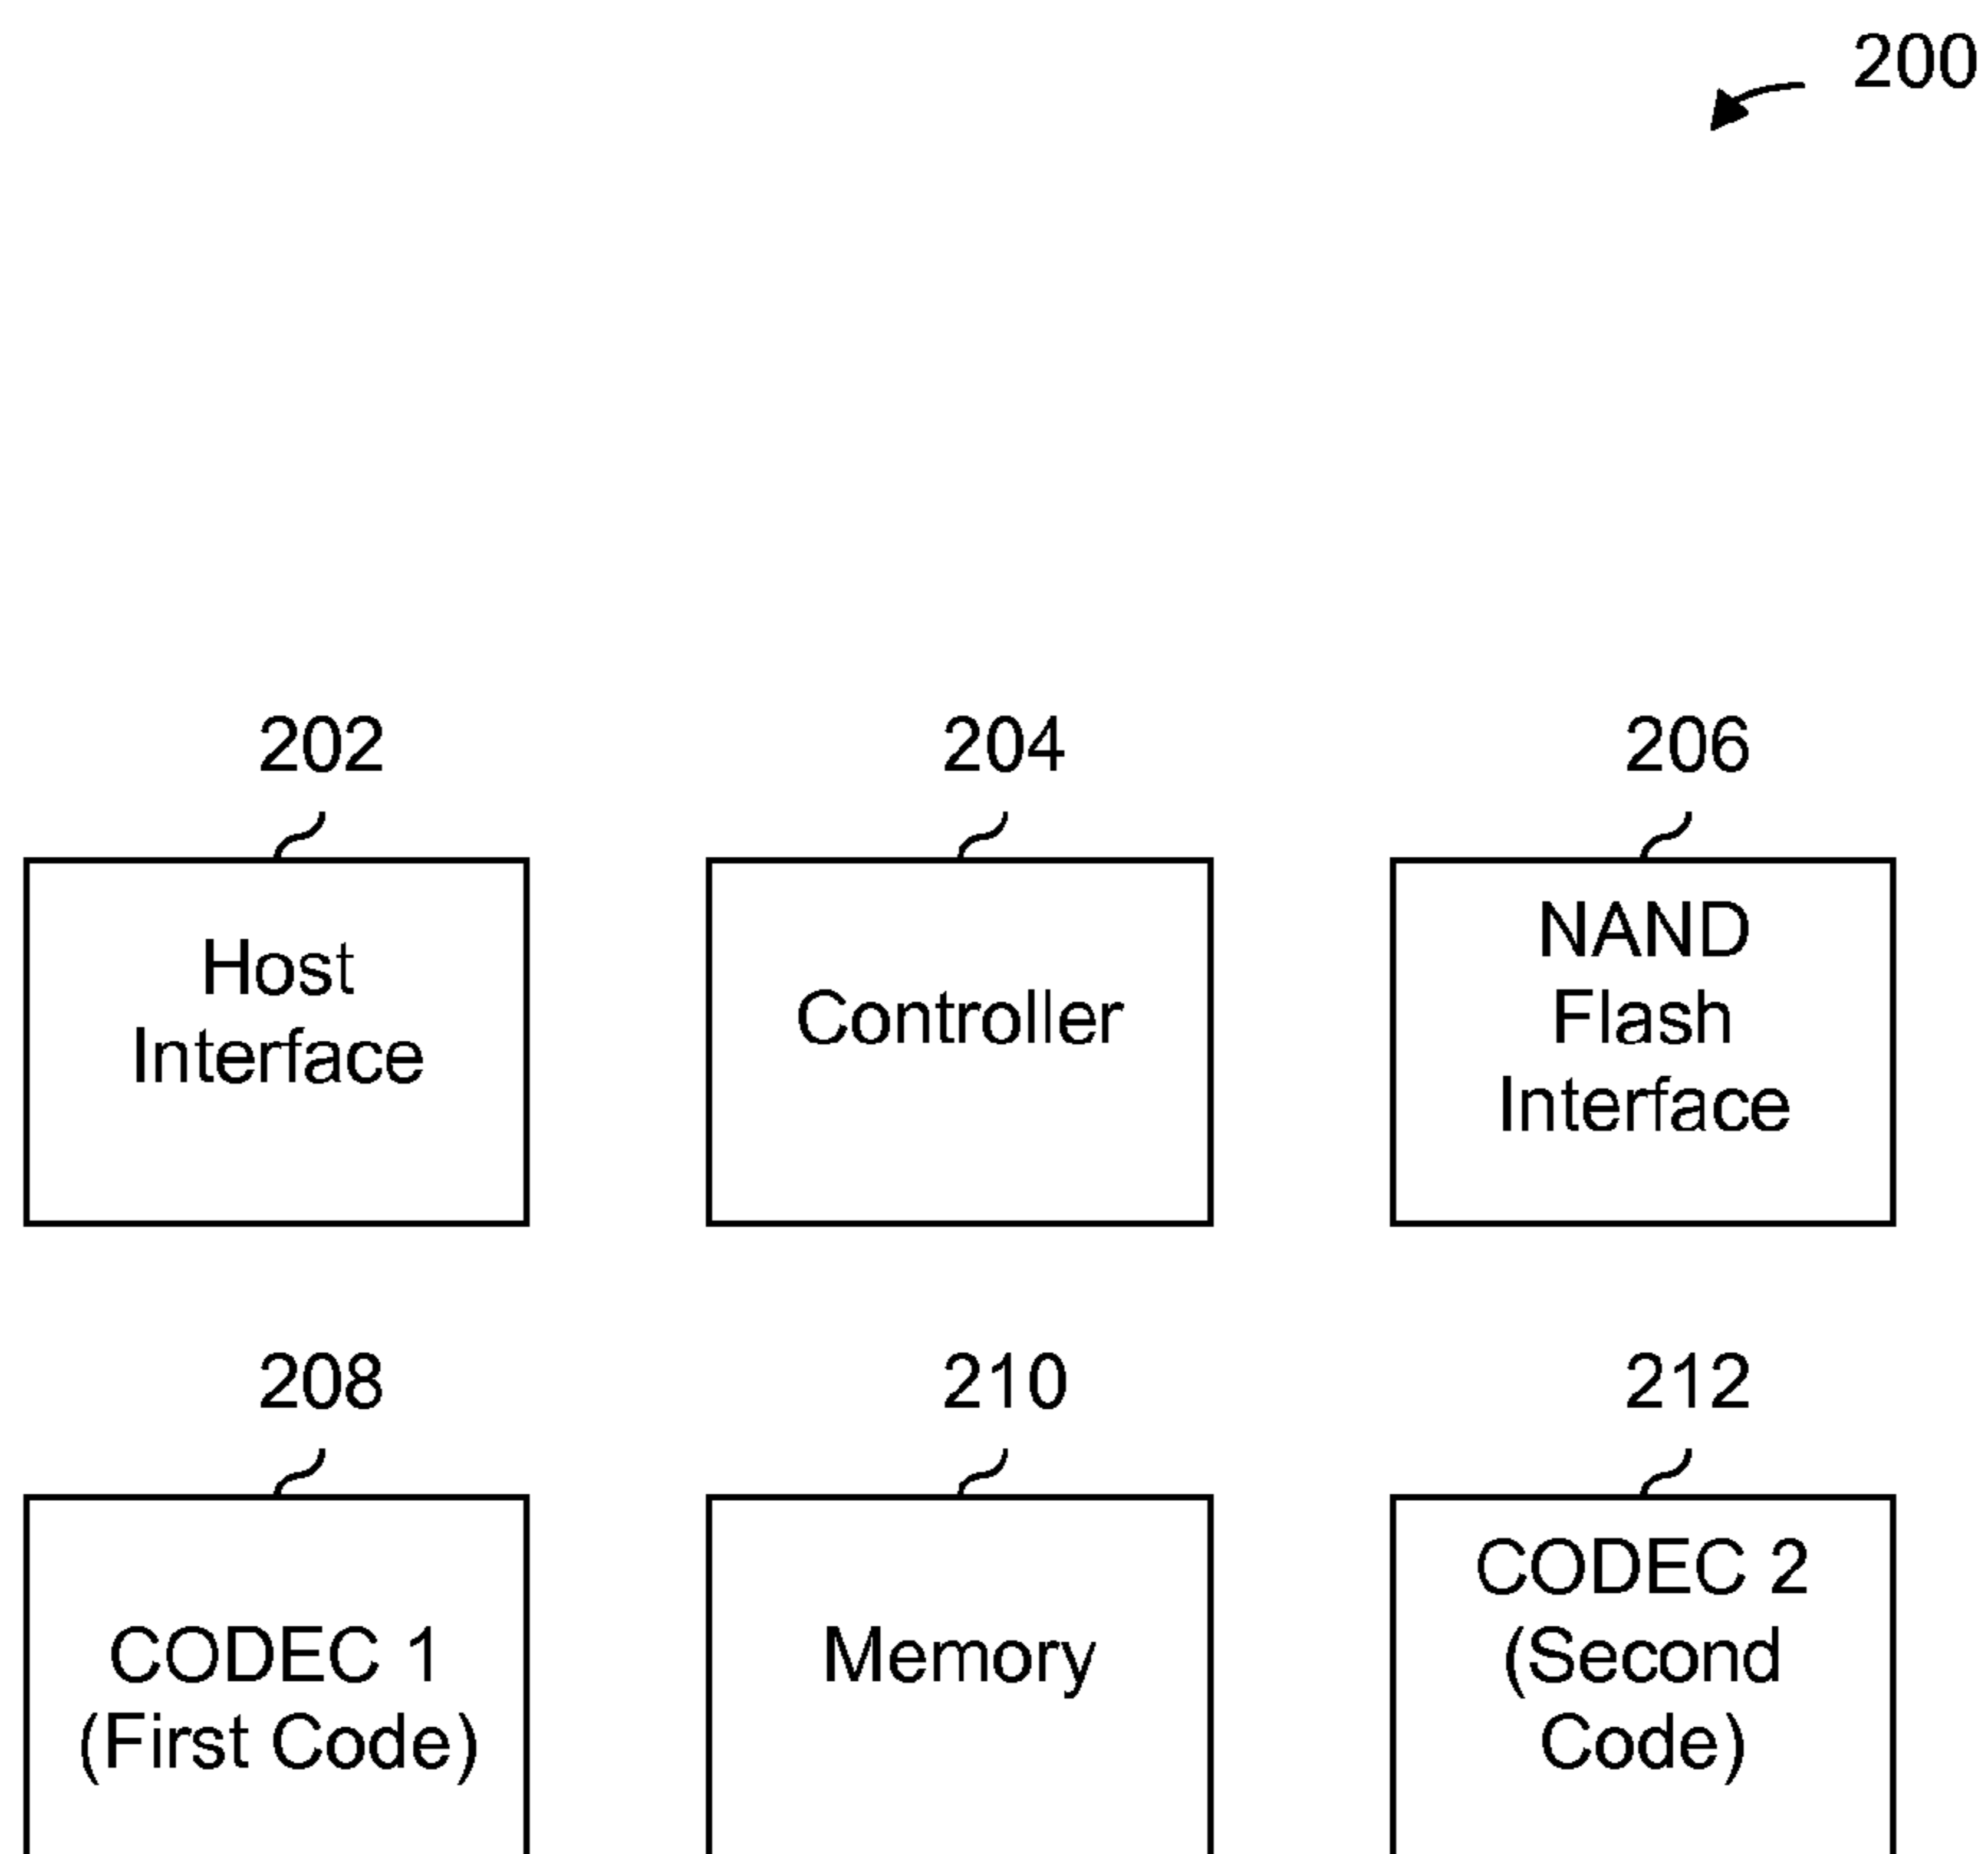 200
202
204
206
Host
Interface
Controller
NAND
Flash
Interface
208
210
212
CODEC 1
(First Code)
Memory
CODEC 2
(Second
Code)